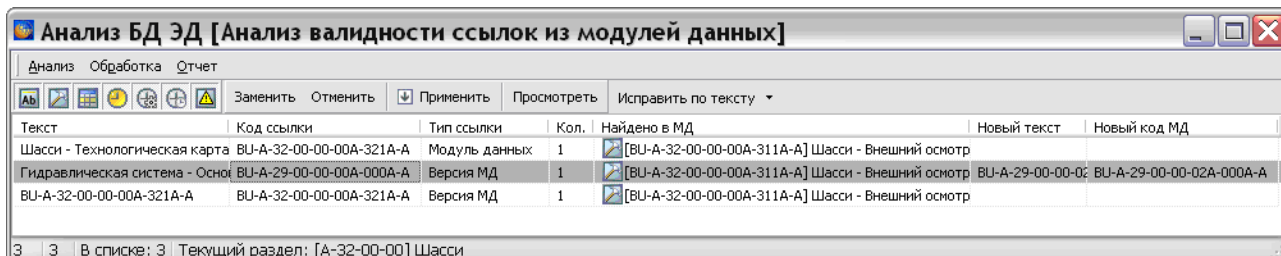 Анализ БД ЭД [Анализ валидности ссылок из модулей данных]
Анализ Обработка Отчет
Заменить Отменить Применить Просмотреть Исправить по тексту
Текст Код ссылки Тип ссылки Кол. Найдено в МД Новый текст Новый код МД
Шасси - Технологическая карта BU-A-32-00-00-00A-321A-A Модуль данных 1 [BU-A-32-00-00-00A-311A-A] Шасси - Внешний осмотр
Гидравлическая система - Осно BU-A-29-00-00-00A-000A-A Версия МД 1 [BU-A-32-00-00-00A-311A-A] Шасси - Внешний осмотр BU-A-29-00-00-02 BU-A-29-00-00-02A-000A-A
BU-A-32-00-00-00A-321A-A BU-A-32-00-00-00A-321A-A Версия МД 1 [BU-A-32-00-00-00A-311A-A] Шасси - Внешний осмотр
3 3 В списке: 3 Текущий раздел: [A-32-00-00] Шасси